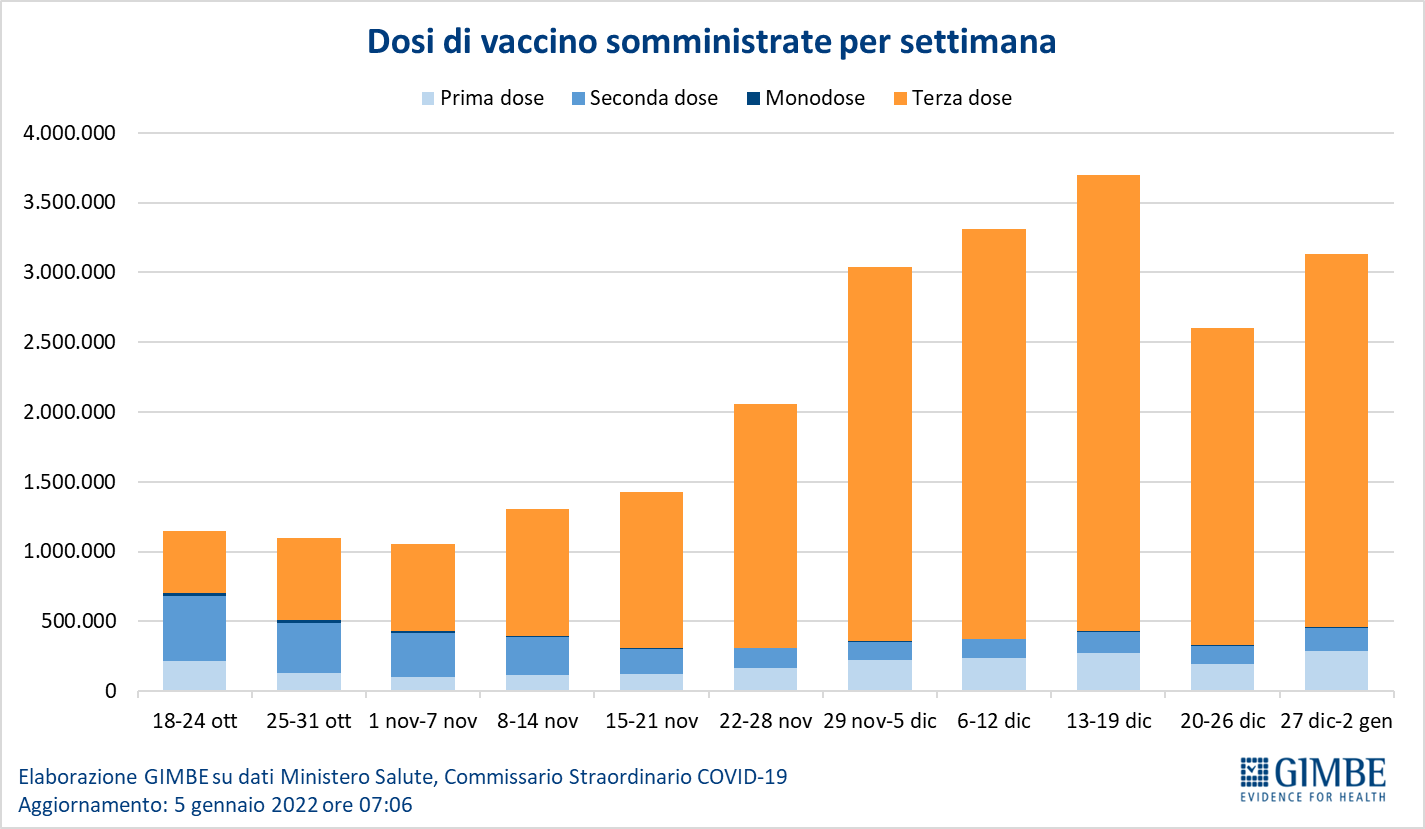 Dosi di vaccino somministrate per settimana
Prima dose Seconda dose Monodose Terza dose
4.000.000
3.500.000
3.000.000
2.500.000
2.000.000
1.500.000
1.000.000
500.000
0
18-24 ott 25-31 ott 1 nov-7 nov 8-14 nov 15-21 nov 22-28 nov 29 nov-5 dic 6-12 dic 13-19 dic 20-26 dic 27 dic-2 gen
Elaborazione GIMBE su dati Ministero Salute, Commissario Straordinario COVID-19
Aggiornamento: 5 gennaio 2022 ore 07:06
GIMBE
EVIDENCE FOR HEALTH